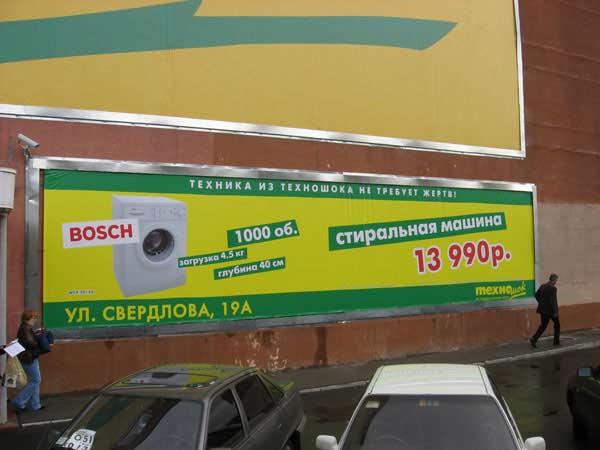 ТЕХНИКА ИЗ ТЕХНОШОКА НЕ ТРЕБУЕТ ЖЕРТВ!
BOSCH
1000 об.
загрузка 4.5 кг
глубина 40 см
стиральная машина
13 990р.
техношок
УЛ. СВЕРДЛОВА, 19А